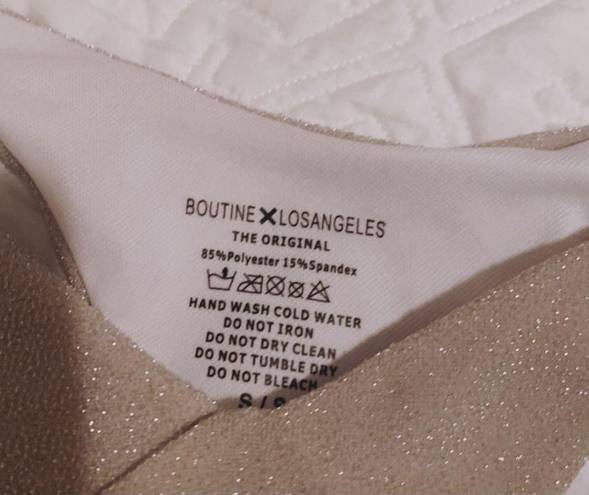 BOUTINE X LOSANGELES
THE ORIGINAL
85%Polyester 15%Spandex
HAND WASH COLD WATER
DO NOT IRON
DO NOT DRY CLEAN
DO NOT TUMBLE DRY
DO NOT BLEACH